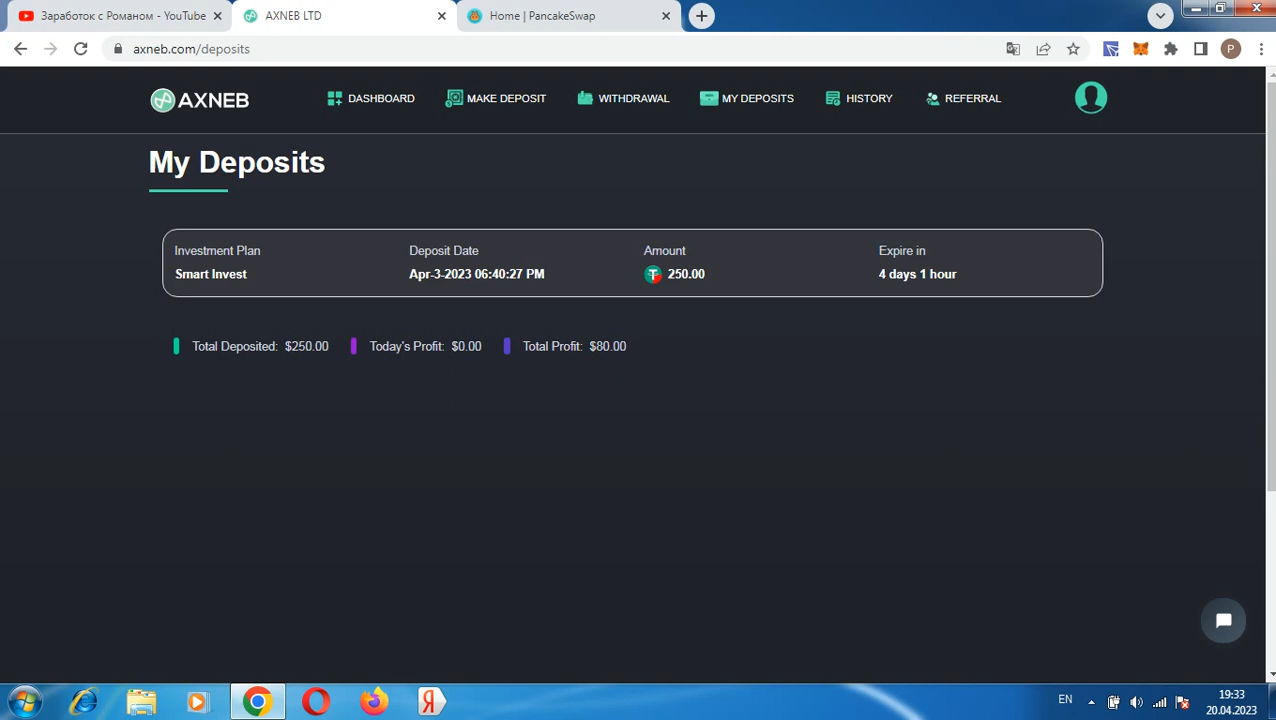 Заработок с Романом - YouTube
AXNEB LTD
Home | PancakeSwap
axneb.com/deposits
P
AXNEB
DASHBOARD
MAKE DEPOSIT
WITHDRAWAL
MY DEPOSITS
HISTORY
REFERRAL
My Deposits
Investment Plan
Deposit Date
Amount
Expire in
Smart Invest
Apr-3-2023 06:40:27 PM
250.00
4 days 1 hour
Total Deposited: $250.00
Today's Profit: $0.00
Total Profit: $80.00
EN
19:33
20.04.2023